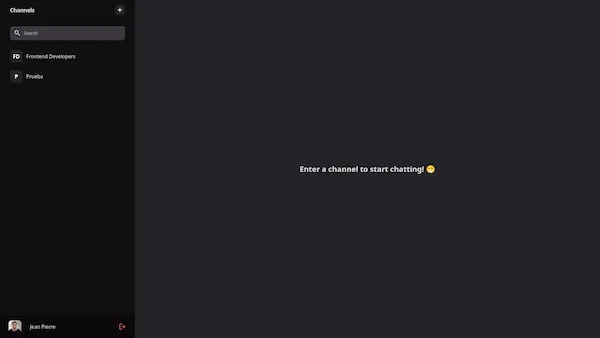 Channels
Search
FD Frontend Developers
P Prueba
Enter a channel to start chatting! 😁
Jean Pierre